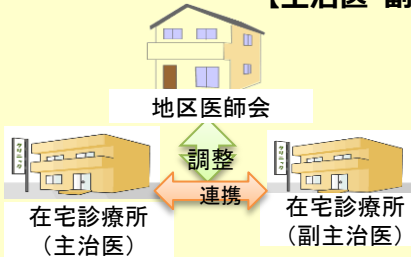 【主治医 副
地区医師会
調整
連携
在宅診療所
（主治医）
在宅診療所
（副主治医）